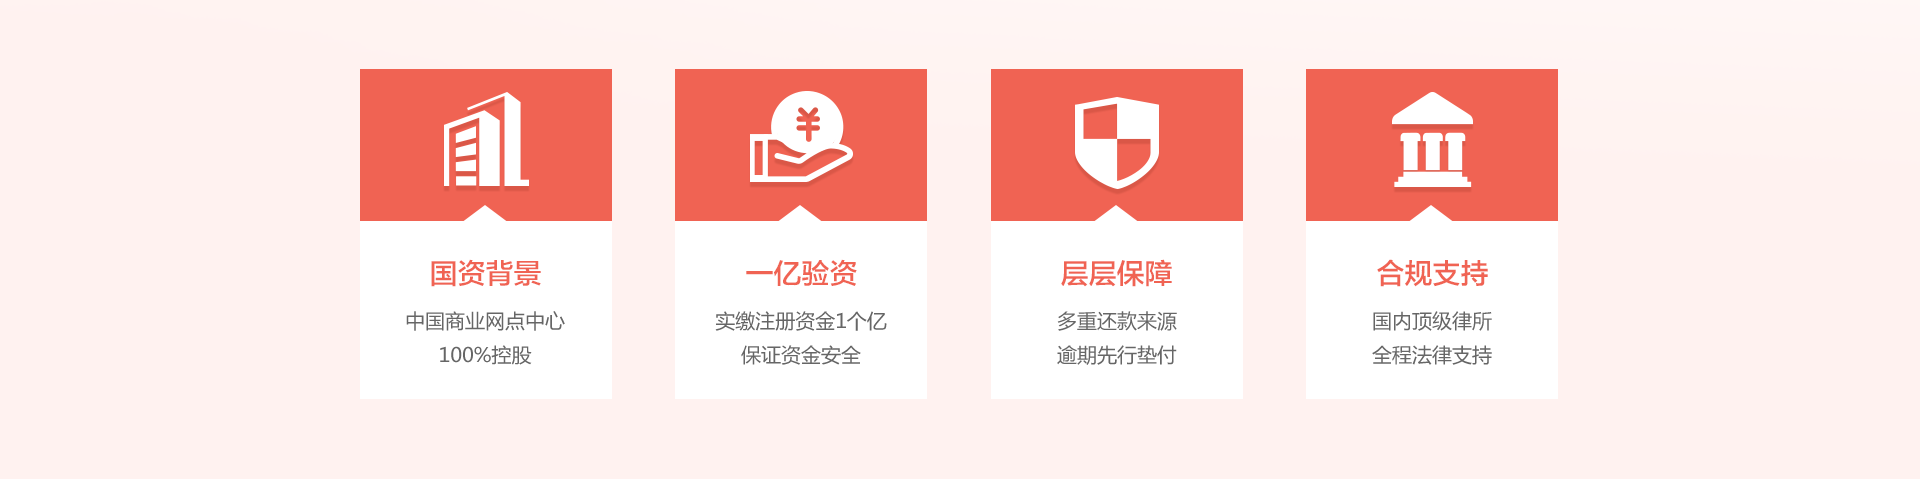 国资背景
中国商业网点中心
100%控股
一亿验资
实缴注册资金1个亿
保证资金安全
层层保障
多重还款来源
逾期先行垫付
合规支持
国内顶级律所
全程法律支持